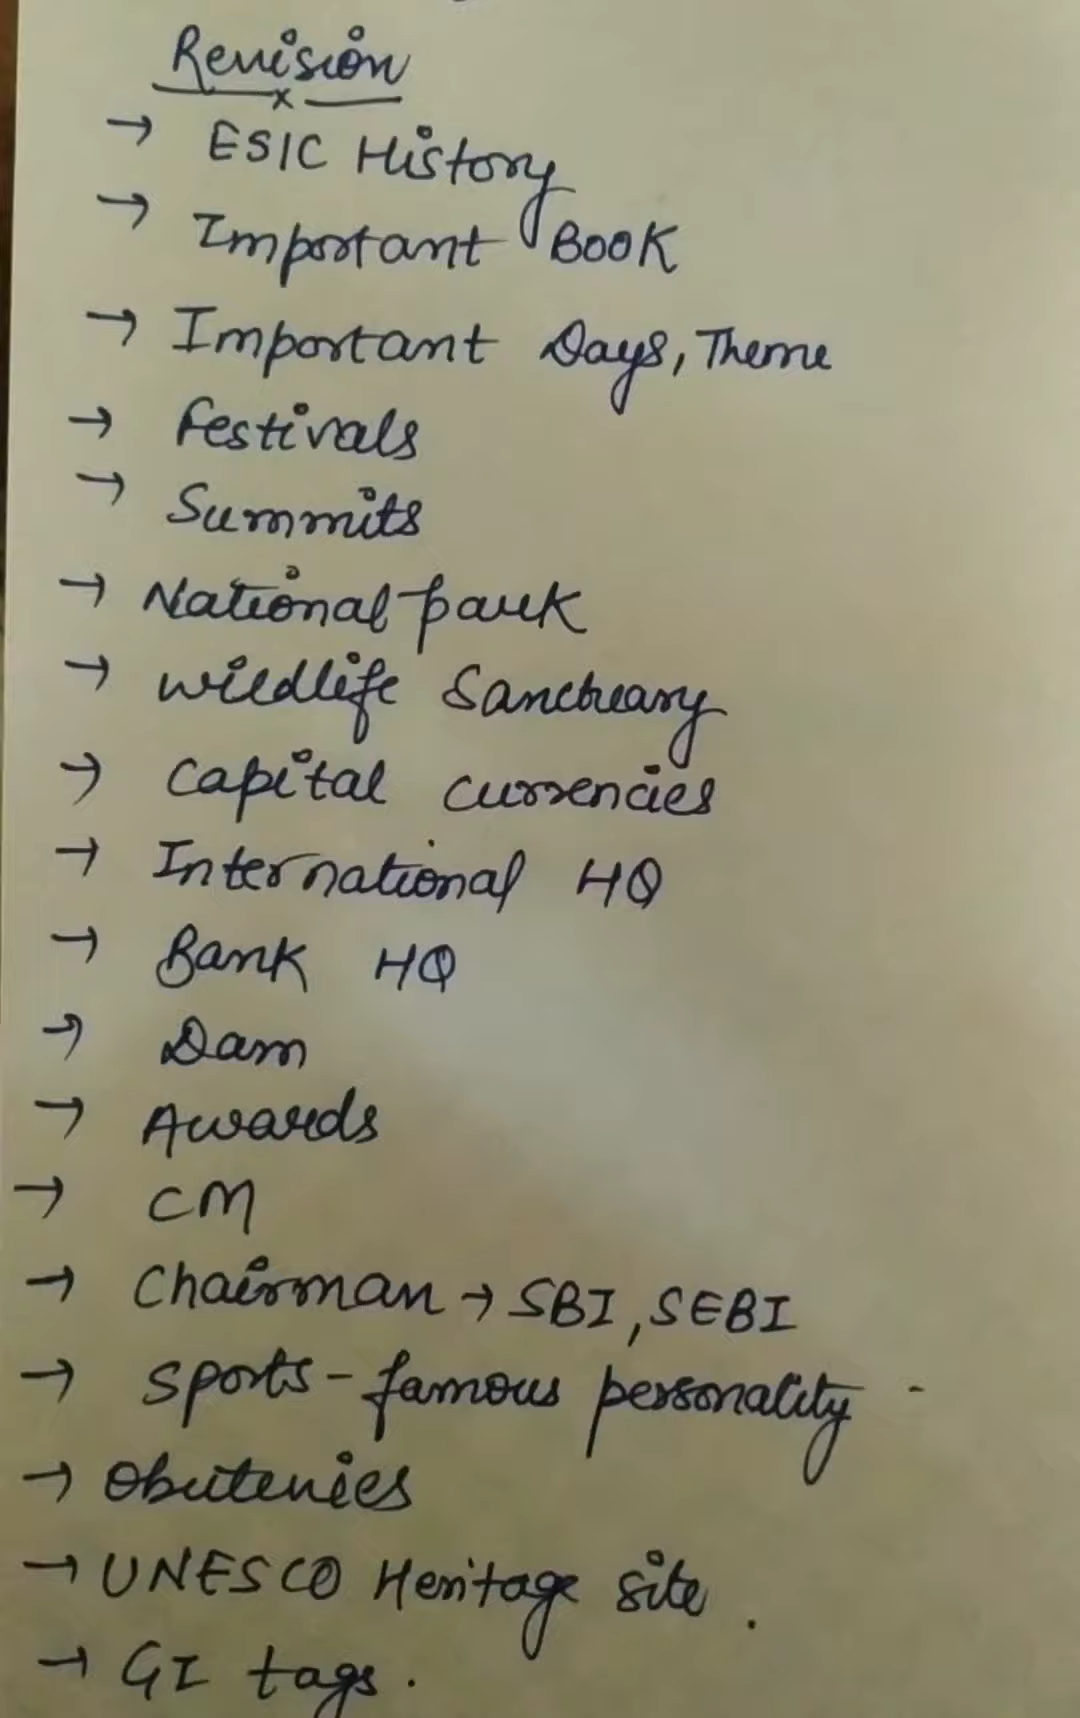 Revision
→ ESIC History
→ Important Book
→ Important Days, Theme
→ Festivals
→ Summits
→ National park
→ Wildlife Sanctuary
→ Capital currencies
→ International HQ
→ Bank HQ
→ Dam
→ Awards
→ CM
→ Chairman → SBI, SEBI
→ Sports - famous personality -
→ Obutenies
→ UNESCO Heritage site.
→ GI tags.